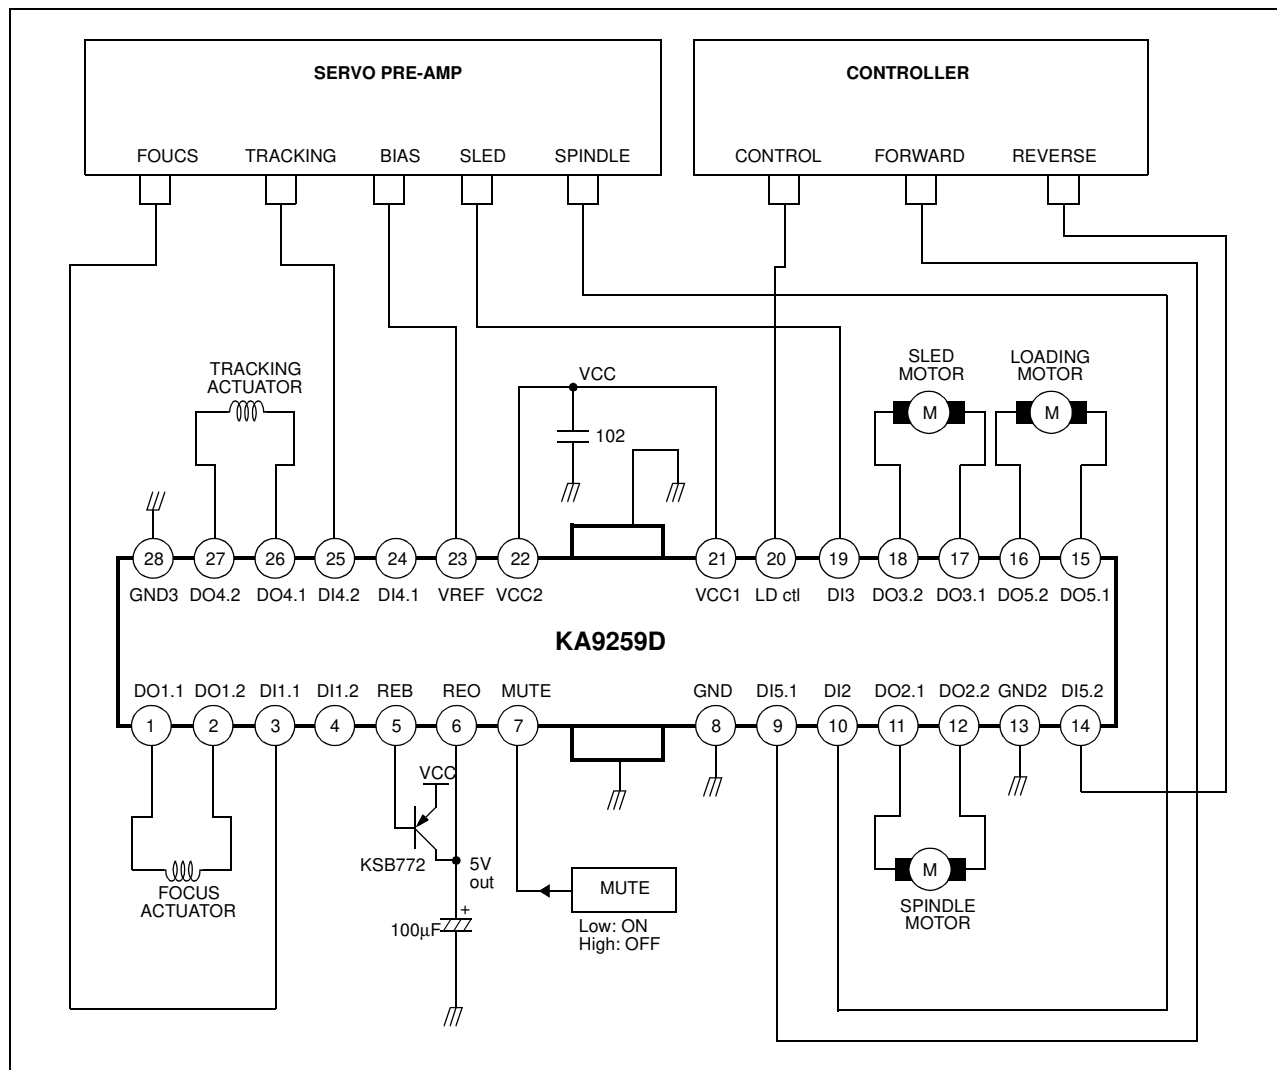 SERVO PRE-AMP
CONTROLLER
FOUCS TRACKING BIAS SLED SPINDLE
CONTROL FORWARD REVERSE
TRACKING
ACTUATOR
VCC
102
SLED
MOTOR
LOADING
MOTOR
M
M
28 27 26 25 24 23 22 21 20 19 18 17 16 15
GND3 DO4.2 DO4.1 DI4.2 DI4.1 VREF VCC2 VCC1 LD ctl DI3 DO3.2 DO3.1 DO5.2 DO5.1
KA9259D
DO1.1 DO1.2 DI1.1 DI1.2 REB REO MUTE GND DI5.1 DI2 DO2.1 DO2.2 GND2 DI5.2
1 2 3 4 5 6 7 8 9 10 11 12 13 14
VCC
KSB772
5V
out
FOCUS
ACTUATOR
+
100μF
MUTE
Low: ON
High: OFF
M
SPINDLE
MOTOR